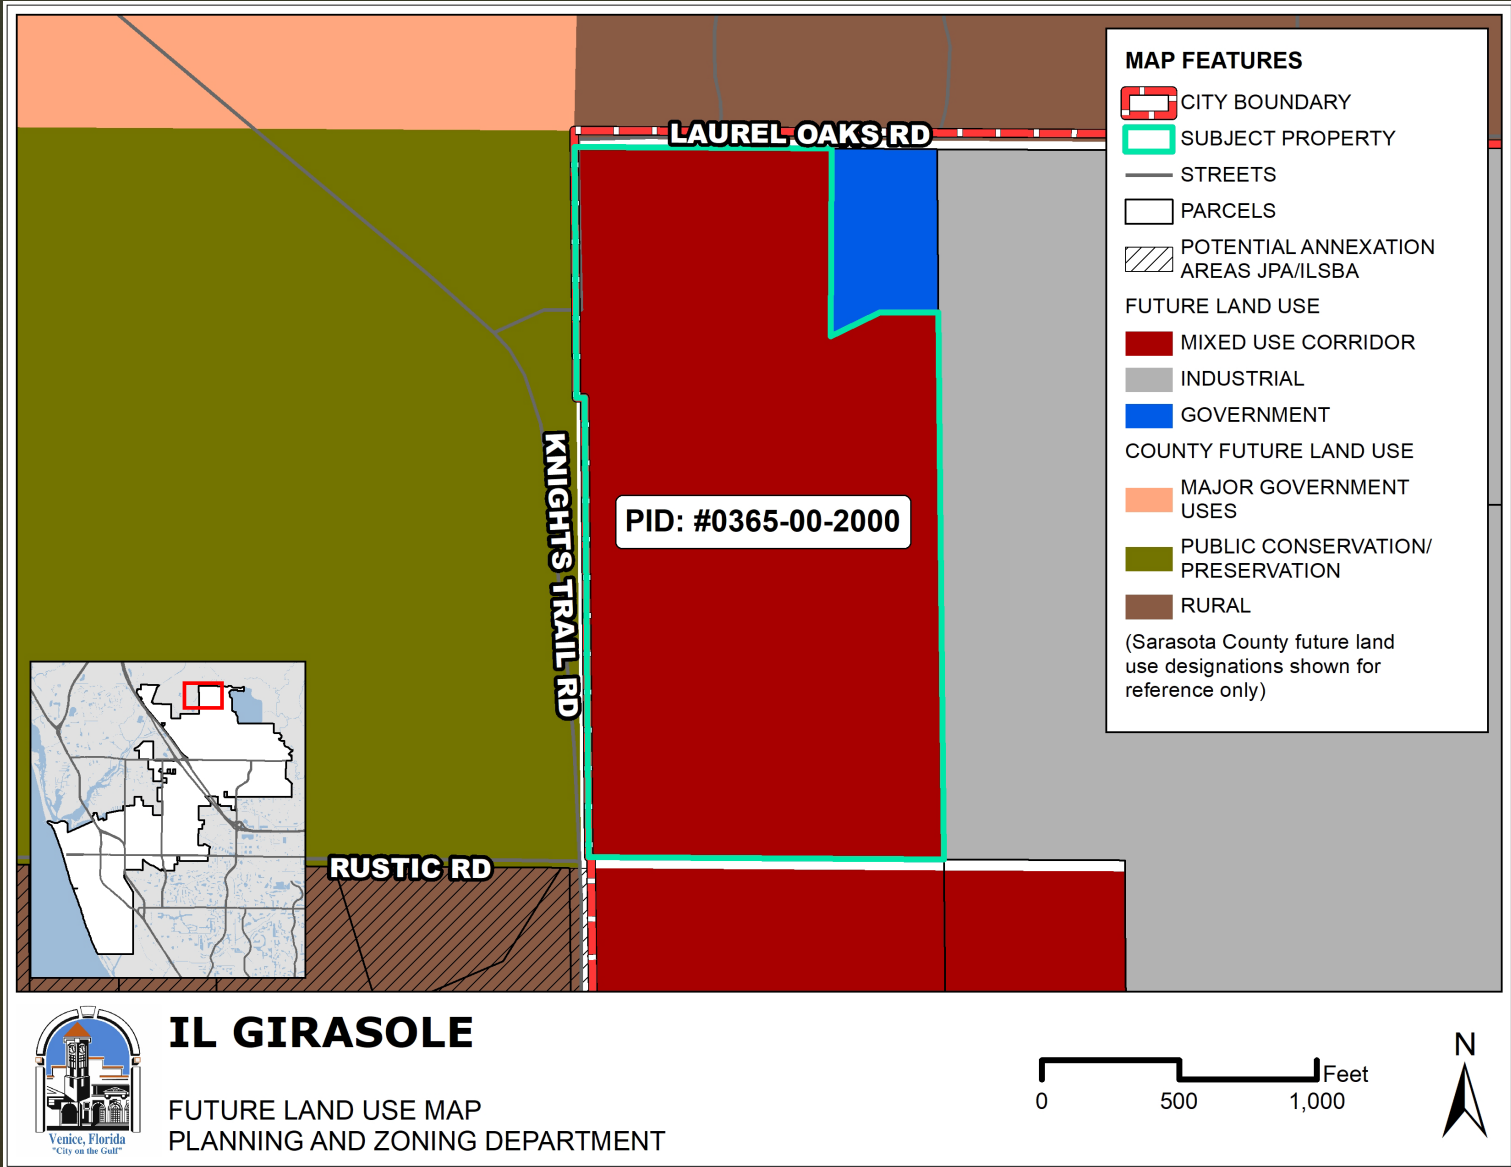 LAUREL OAKS RD
MAP FEATURES
CITY BOUNDARY
SUBJECT PROPERTY
STREETS
PARCELS
POTENTIAL ANNEXATION
AREAS JPA/ILSBA
FUTURE LAND USE
MIXED USE CORRIDOR
INDUSTRIAL
GOVERNMENT
COUNTY FUTURE LAND USE
MAJOR GOVERNMENT
USES
PUBLIC CONSERVATION/
PRESERVATION
RURAL
(Sarasota County future land
use designations shown for
reference only)
KNIGHTS TRAIL RD
PID: #0365-00-2000
RUSTIC RD
Venice, Florida
"City on the Gulf"
IL GIRASOLE
FUTURE LAND USE MAP
PLANNING AND ZONING DEPARTMENT
Feet
0 500 1,000
N